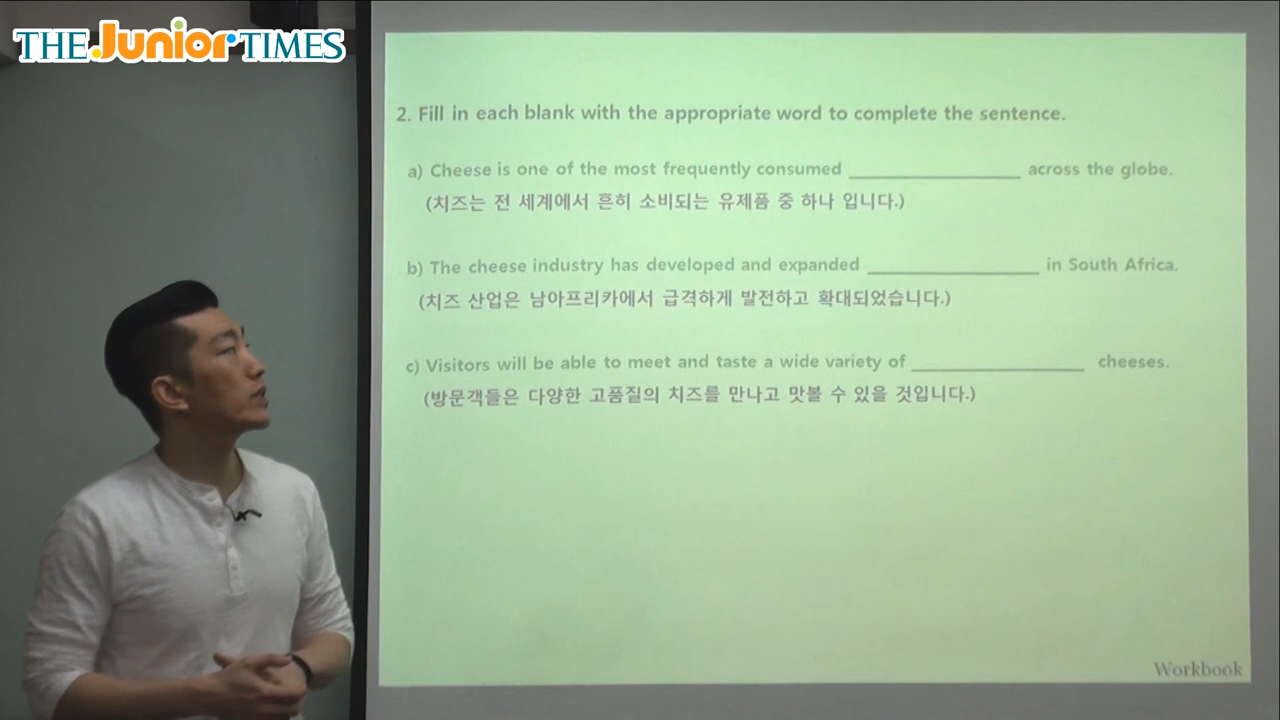 THE Junior TIMES
2. Fill in each blank with the appropriate word to complete the sentence.
a) Cheese is one of the most frequently consumed ____________ across the globe.
(치즈는 전 세계에서 흔히 소비되는 유제품 중 하나 입니다.)
b) The cheese industry has developed and expanded ____________ in South Africa.
(치즈 산업은 남아프리카에서 급격하게 발전하고 확대되었습니다.)
c) Visitors will be able to meet and taste a wide variety of ____________ cheeses.
(방문객들은 다양한 고품질의 치즈를 만나고 맛볼 수 있을 것입니다.)
Workbook